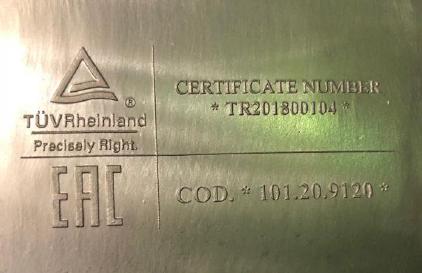 CERTIFICATE NUMBER
* TR201800104 *
®
TÜVRheinland
Precisely Right.
EAC
COD. * 101.20.9120 *